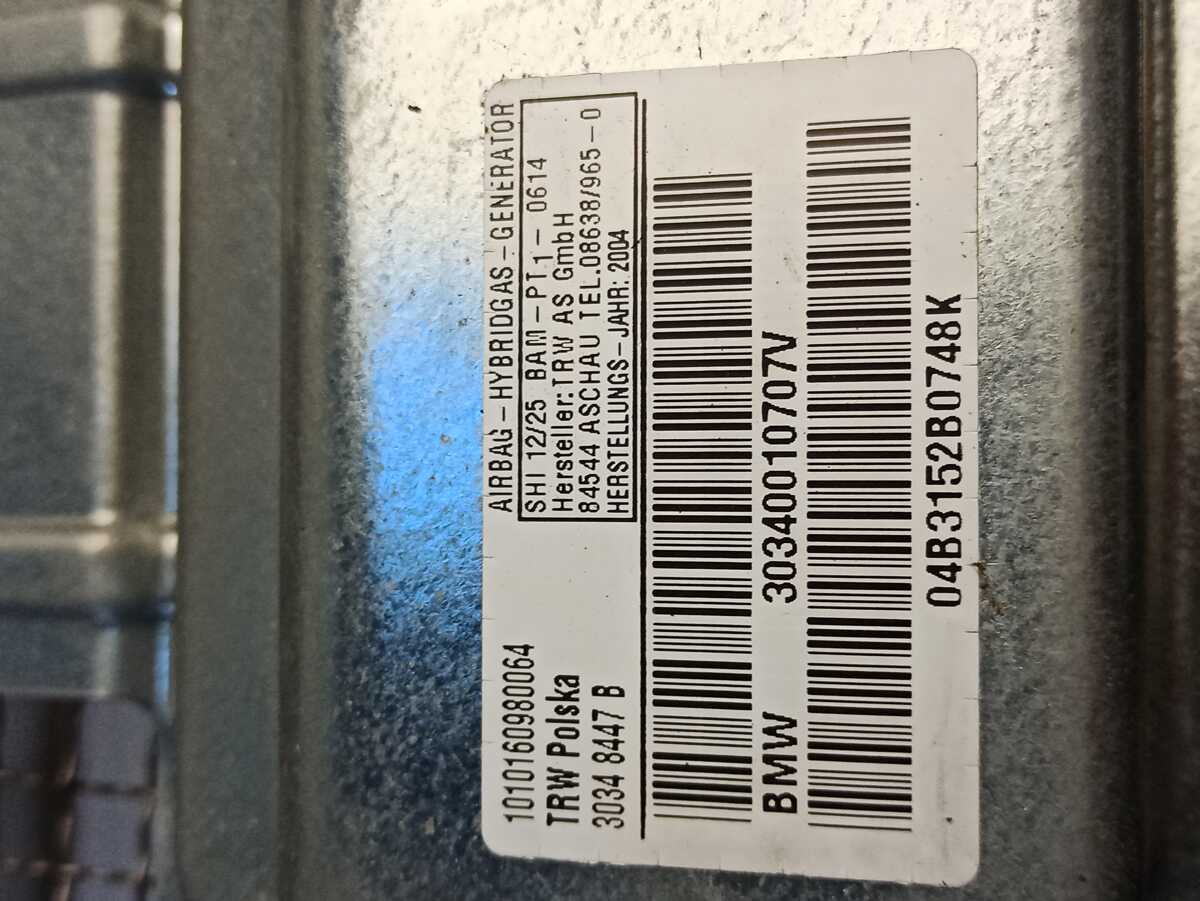 AIRBAG-HYBRIDGAS-GENERATOR
SHI 12/25 BAM-PT1-0614
Hersteller:TRW AS GmbH
84544 ASCHAU TEL.08638/965-0
HERSTELLUNGS-JAHR: 2004
1010160980064
TRW Polska
3034 8447 B
BMW 30340010707V
04B3152B0748K